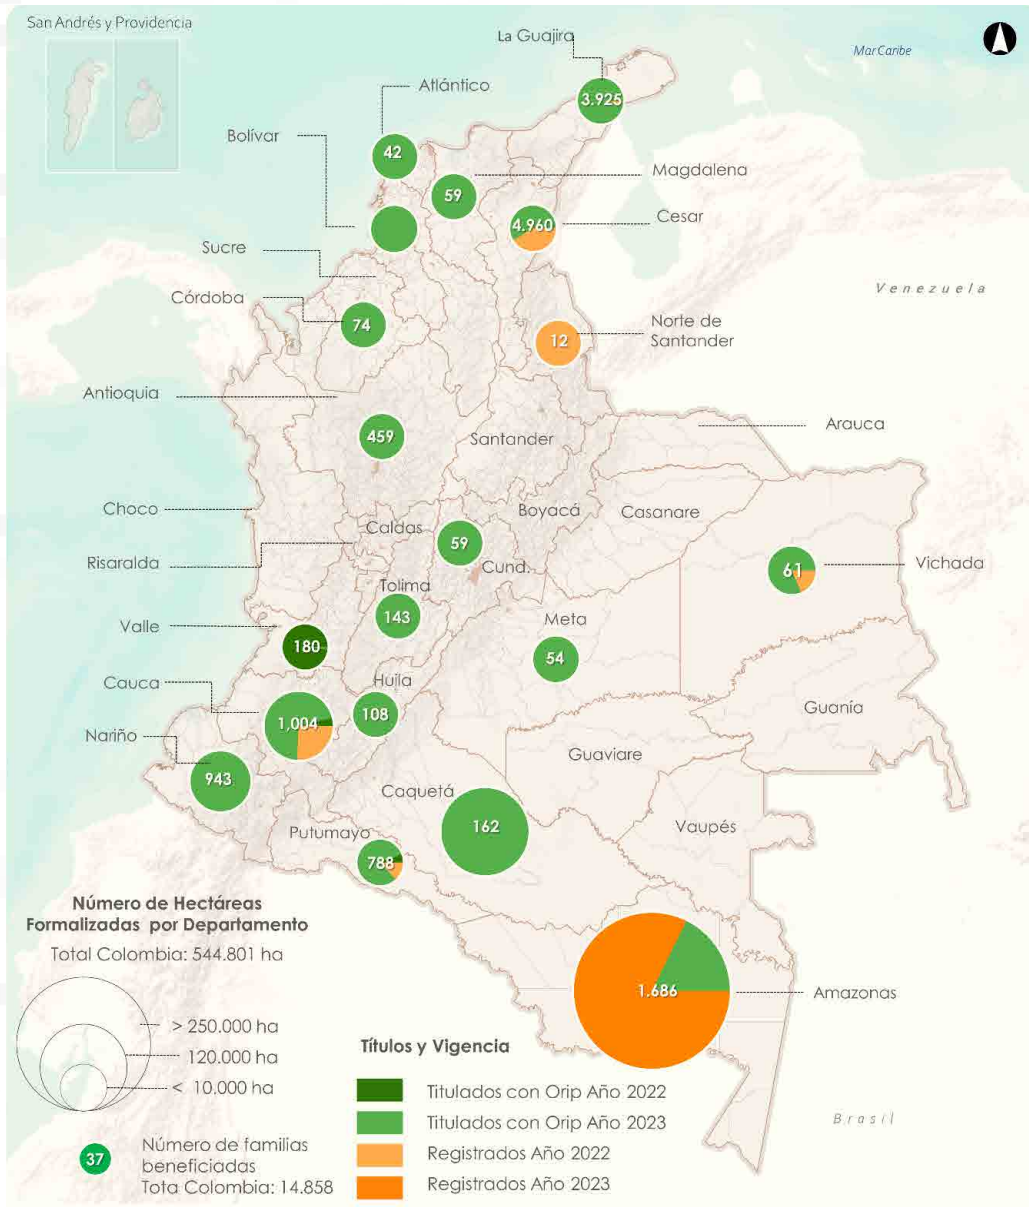 San Andrés y Providencia
La Guajira
Mar Caribe
3.925
Atlántico
Bolívar
42
Magdalena
59
Cesar
4.960
Sucre
Venezuela
Córdoba
74
Norte de
Santander
12
Antioquia
459
Santander
Arauca
Choco
Boyacá
Casanare
Caldas
59
Risaralda
Cund.
61
Vichada
Tolima
143
Valle
Meta
180
54
Cauca
Huila
108
1,004
Guanía
Nariño
Guaviare
943
Caquetá
162
Vaupés
Putumayo
788
1.686
Amazonas
Número de Hectáreas
Formalizadas por Departamento
Total Colombia: 544.801 ha
> 250.000 ha
120.000 ha
< 10.000 ha
37
Número de familias
beneficiadas
Tota Colombia: 14.858
Títulos y Vigencia
Titulados con Orip Año 2022
Titulados con Orip Año 2023
Registrados Año 2022
Registrados Año 2023
Brasil